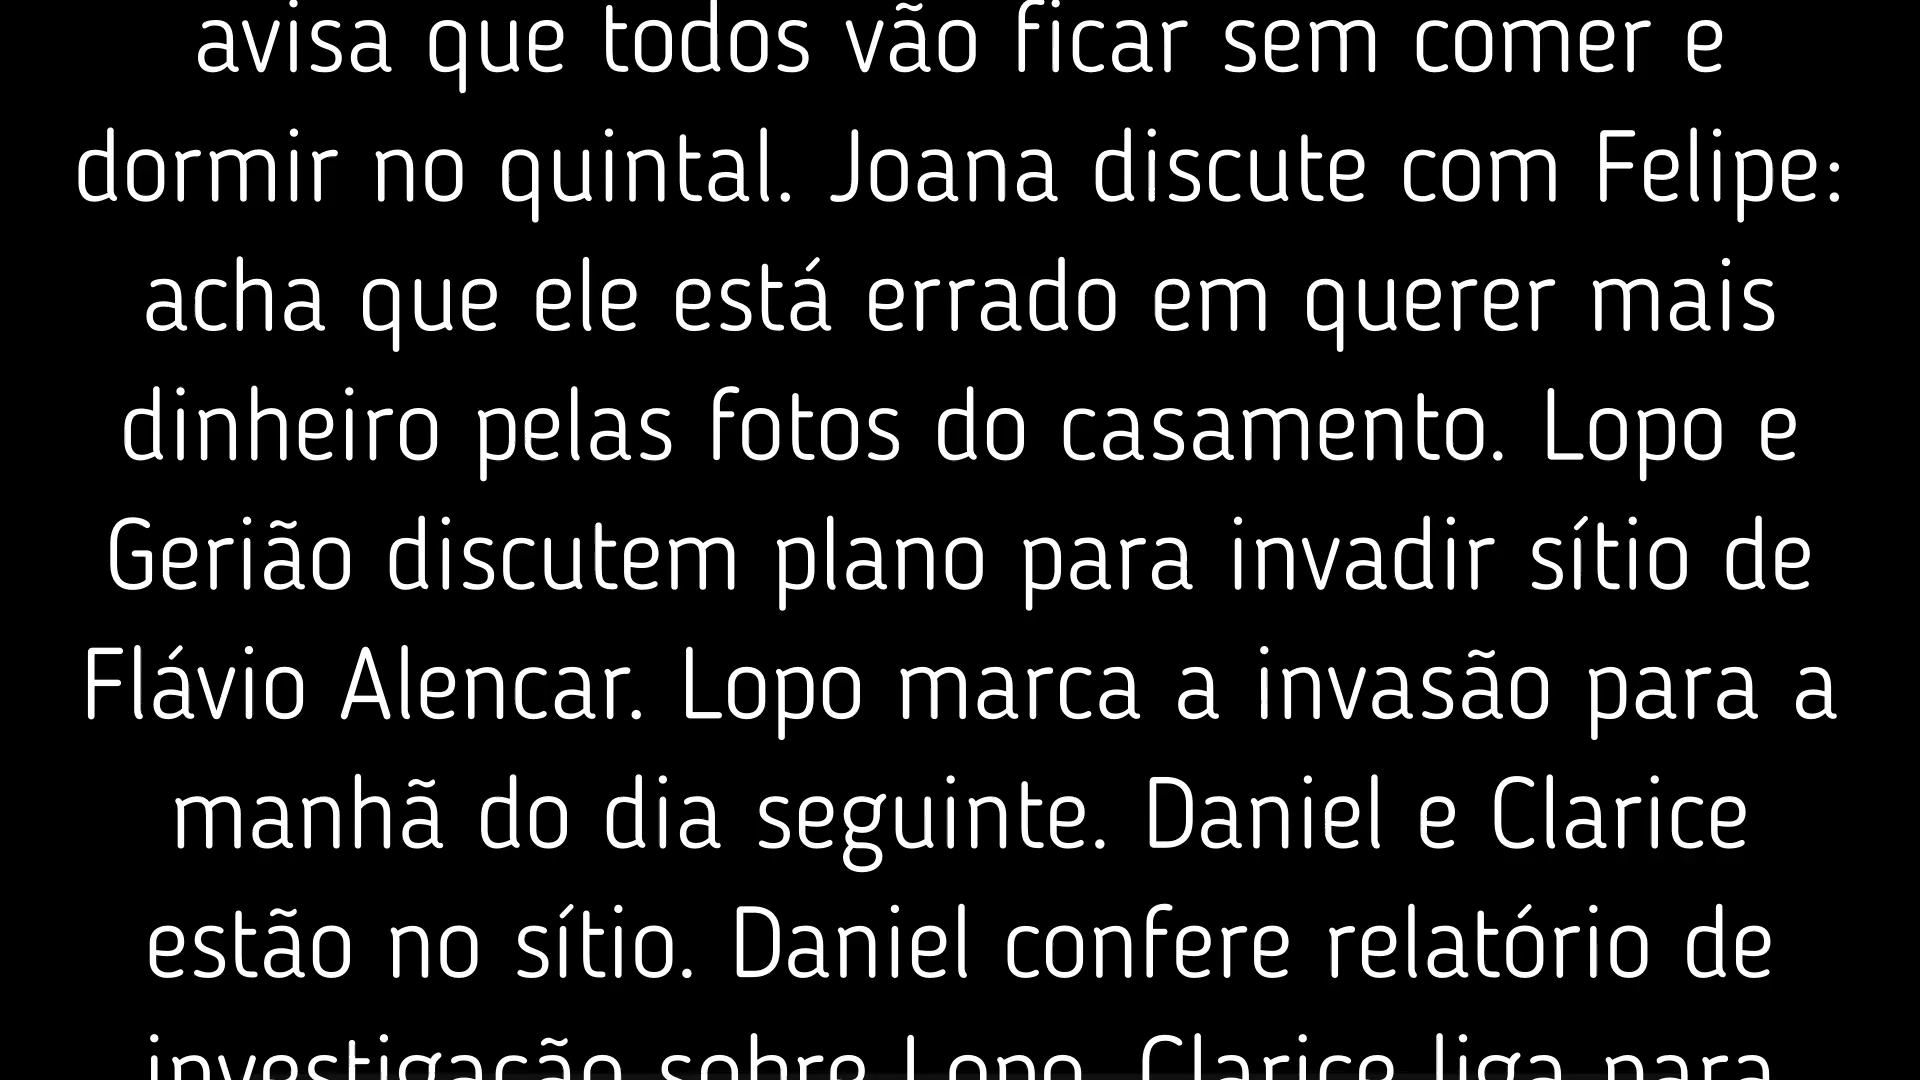 avisa que todos vão ficar sem comer e
dormir no quintal. Joana discute com Felipe:
acha que ele está errado em querer mais
dinheiro pelas fotos do casamento. Lopo e
Gerião discutem plano para invadir sítio de
Flávio Alencar. Lopo marca a invasão para a
manhã do dia seguinte. Daniel e Clarice
estão no sítio. Daniel confere relatório de
investigação sobre Lopo. Clarice liga para